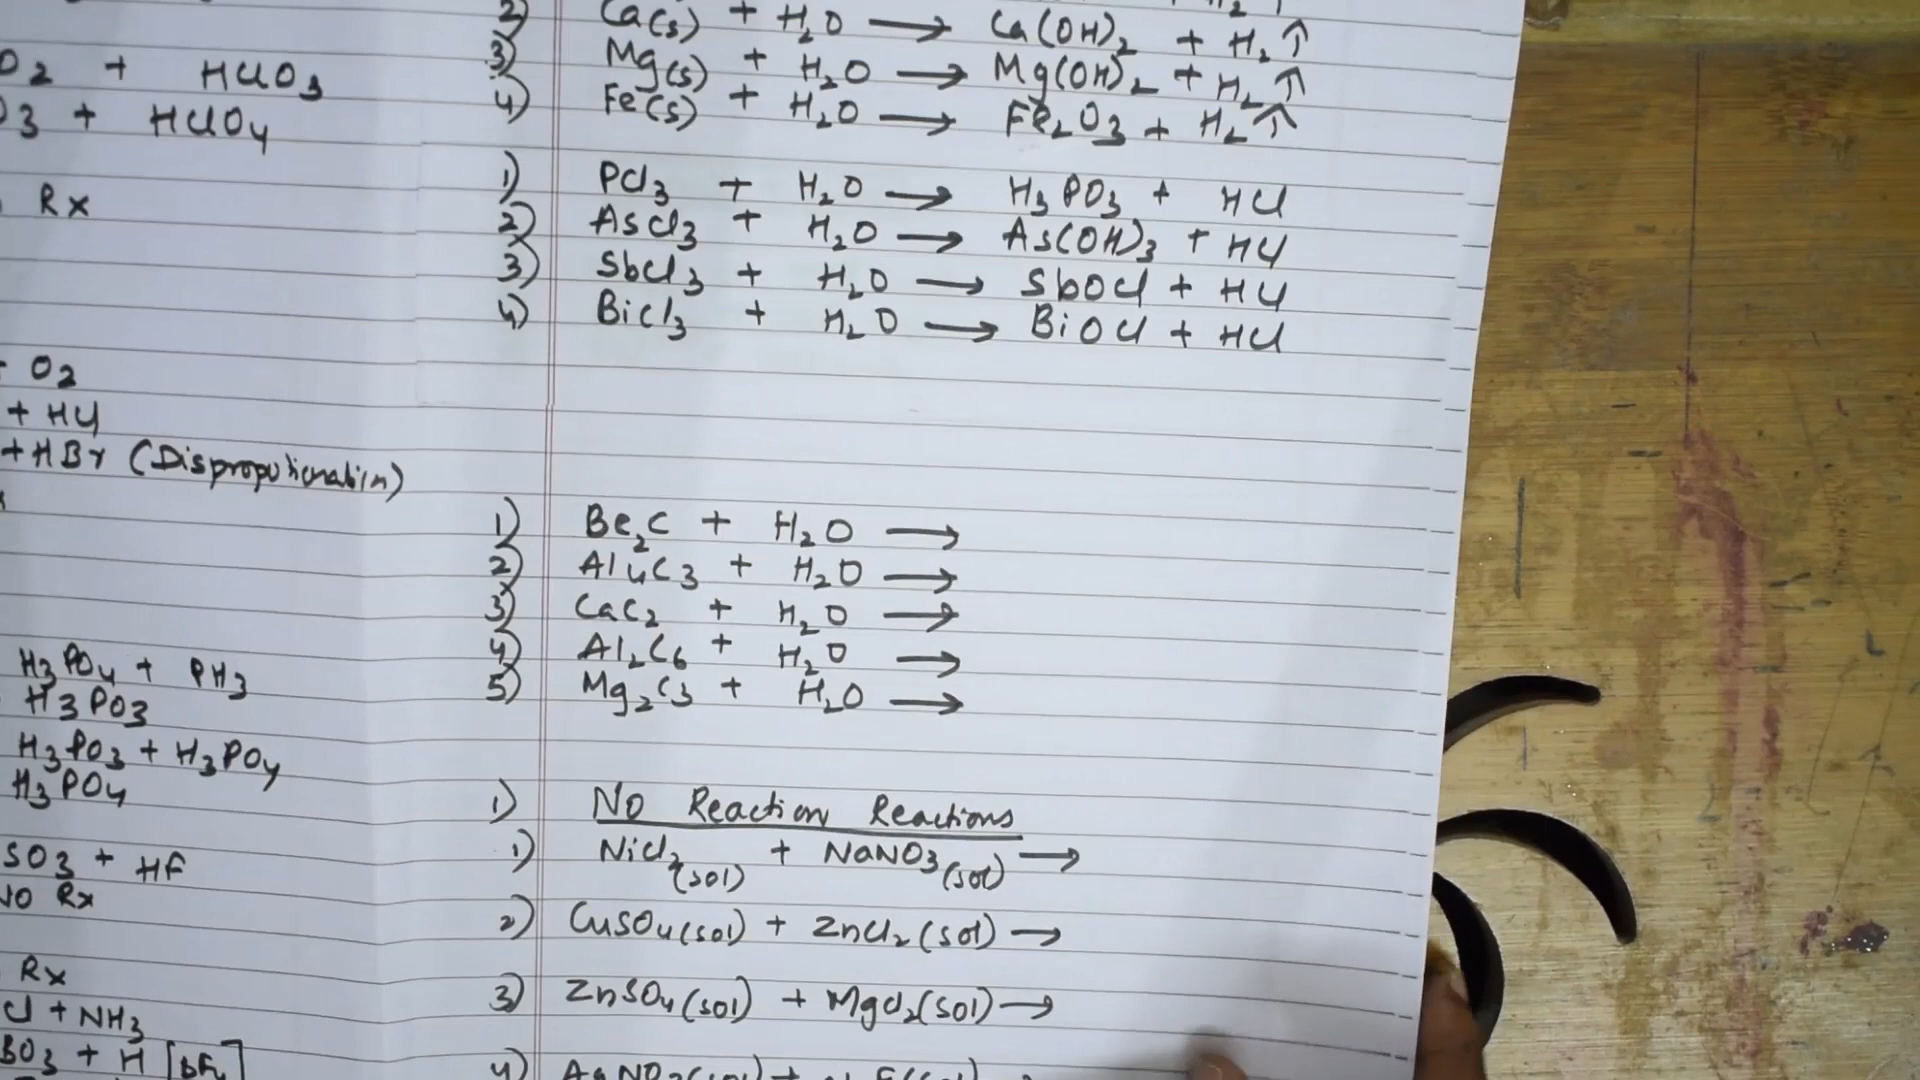 O2 + HClO3
O3 + HClO4
Rx
O2
+ HCl
+ HBr (Disproportionation)
H3PO4 + PH3
H3PO3
H3PO3 + H3PO4
H3PO4
SO3 + HF
NO Rx
Rx
Cl + NH3
BO3 + H [BF4]
2) Ca(s) + H2O → Ca(OH)2 + H2 ↑
3) Mg(s) + H2O → Mg(OH)2 + H2 ↑
4) Fe(s) + H2O → Fe2O3 + H2 ↑
1) PCl3 + H2O → H3PO3 + HCl
2) AsCl3 + H2O → As(OH)3 + HCl
3) SbCl3 + H2O → SbOCl + HCl
4) BiCl3 + H2O → BiOCl + HCl
1) Be2C + H2O →
2) Al4C3 + H2O →
3) CaC2 + H2O →
4) Al2C6 + H2O →
5) Mg2C3 + H2O →
1) No Reaction Reactions
1) NiCl2(sol) + NaNO3(sol) →
2) CuSO4(sol) + ZnCl2(sol) →
3) ZnSO4(sol) + MgCl2(sol) →
4)